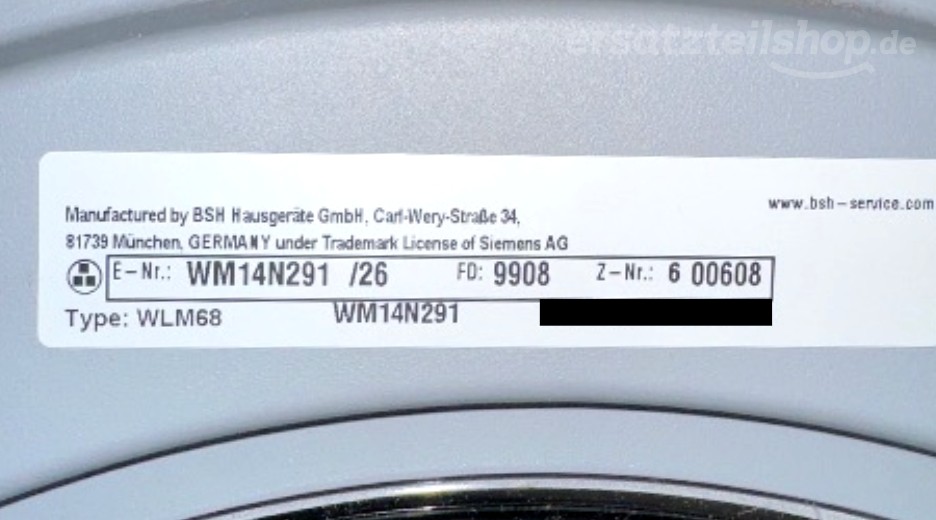 ersatzteilshop.de
www.bsh-service.com
Manufactured by BSH Hausgeräte GmbH, Carl-Wery-Straße 34,
81739 München, GERMANY under Trademark License of Siemens AG
E-Nr.: WM14N291 /26 FD: 9908 Z-Nr.: 6 00608
Type: WLM68 WM14N291